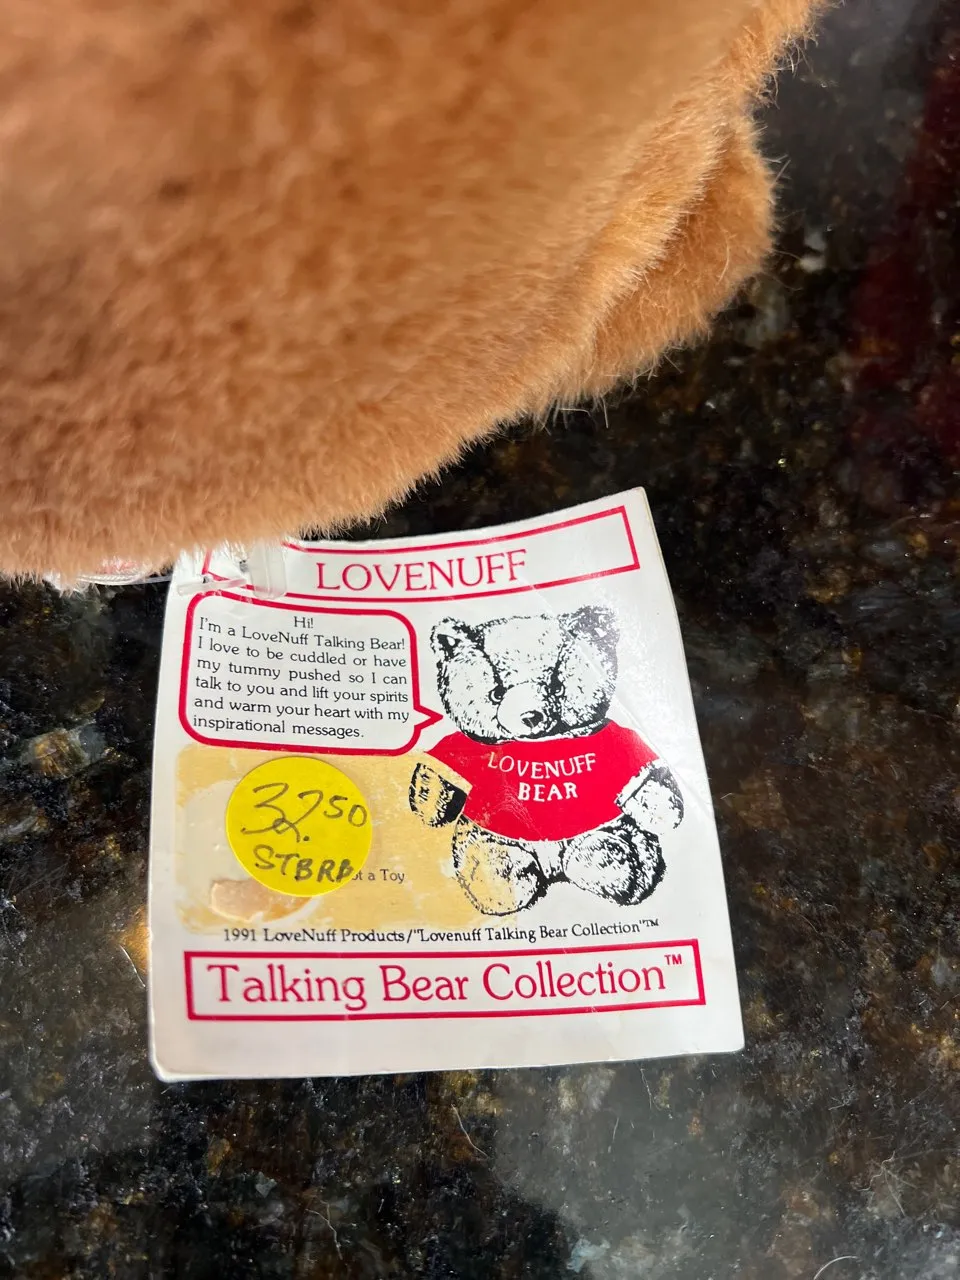 LOVENUFF
Hi!
I'm a LoveNuff Talking Bear!
I love to be cuddled or have
my tummy pushed so I can
talk to you and lift your spirits
and warm your heart with my
inspirational messages.
LOVENUFF
BEAR
32.50
STBRB
a Toy
1991 LoveNuff Products/"Lovenuff Talking Bear Collection"™
Talking Bear Collection™